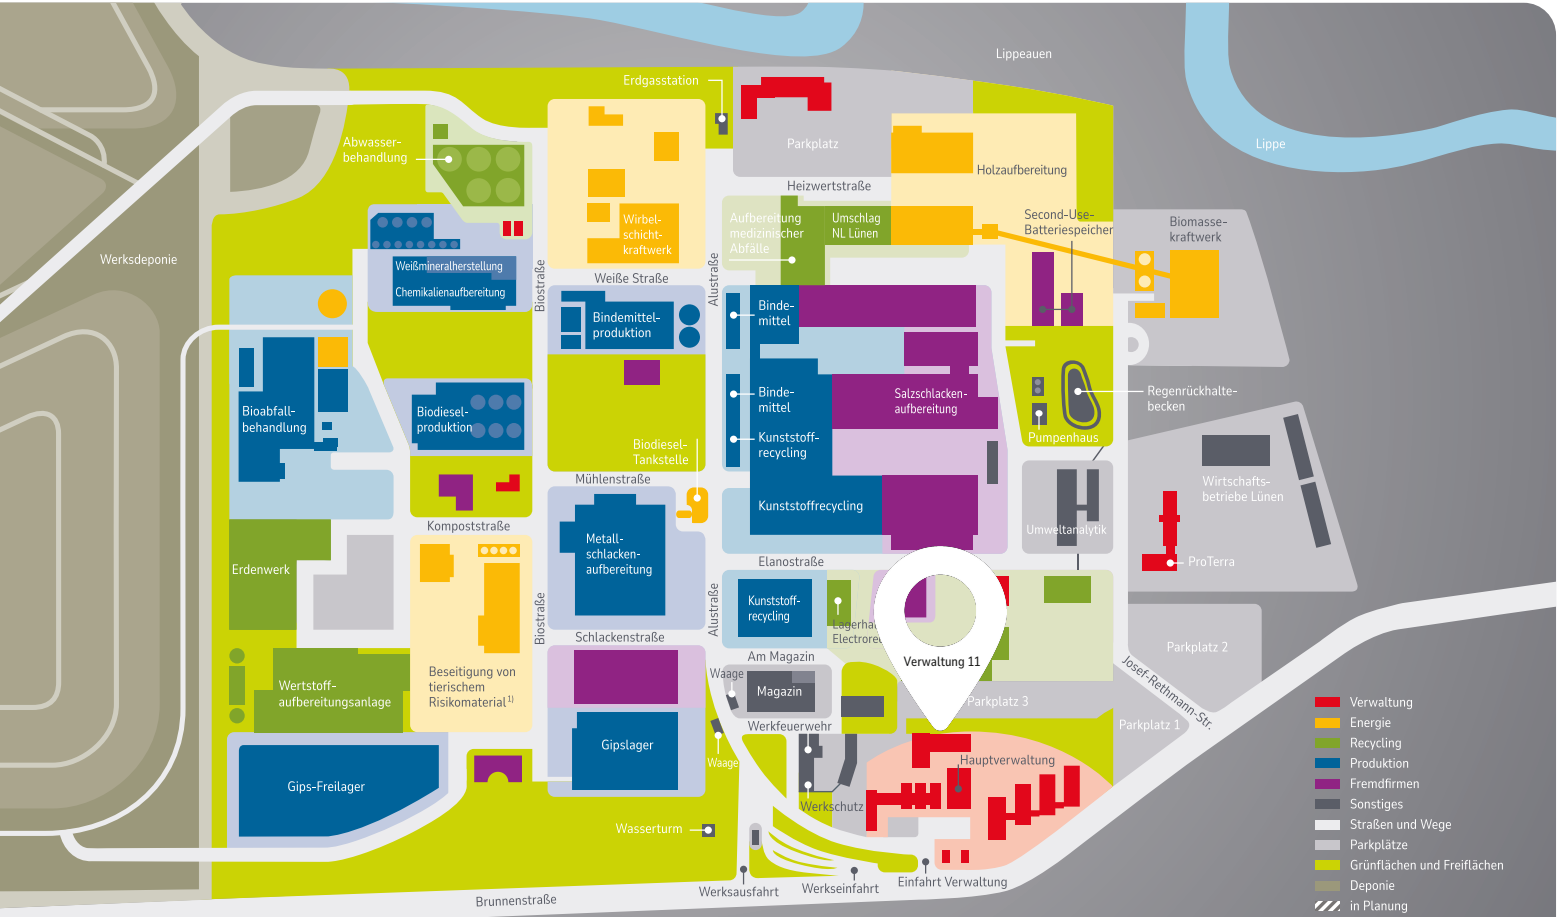 Lippeauen
Erdgasstation
Parkplatz
Lippe
Abwasser-
behandlung
Holzaufbereitung
Heizwertstraße
Aufbereitung
medizinischer
Abfälle
Umschlag
NL Lünen
Second-Use-
Batteriespeicher
Biomasse-
kraftwerk
Wirbel-
schicht-
kraftwerk
Werksdeponie
Weißmineralherstellung
Chemikalienaufbereitung
Biostraße
Weiße Straße
Alustraße
Bindemittel-
produktion
Binde-
mittel
Binde-
mittel
Salzschlacken-
aufbereitung
Regenrückhalte-
becken
Bioabfall-
behandlung
Biodiesel-
produktion
Biodiesel-
Tankstelle
Kunststoff-
recycling
Pumpenhaus
Mühlenstraße
Wirtschafts-
betriebe Lünen
Kunststoffrecycling
Kompoststraße
Umweltanalytik
Metall-
schlacken-
aufbereitung
Elanostraße
ProTerra
Erdenwerk
Kunststoff-
recycling
Biostraße
Alustraße
Lagerha
Electrorec
Schlackenstraße
Am Magazin
Verwaltung 11
Parkplatz 2
Josef-Rethmann-Str.
Beseitigung von
tierischem
Risikomaterial 1)
Waage
Magazin
Wertstoff-
aufbereitungsanlage
Parkplatz 3
Parkplatz 1
Werkfeuerwehr
Gipslager
Waage
Hauptverwaltung
Gips-Freilager
Werkschutz
Wasserturm
Werksausfahrt
Werkseinfahrt
Einfahrt Verwaltung
Brunnenstraße
Verwaltung
Energie
Recycling
Produktion
Fremdfirmen
Sonstiges
Straßen und Wege
Parkplätze
Grünflächen und Freiflächen
Deponie
in Planung